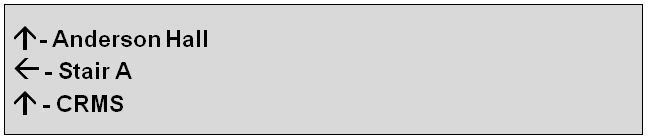 ↑- Anderson Hall
← - Stair A
↑ - CRMS